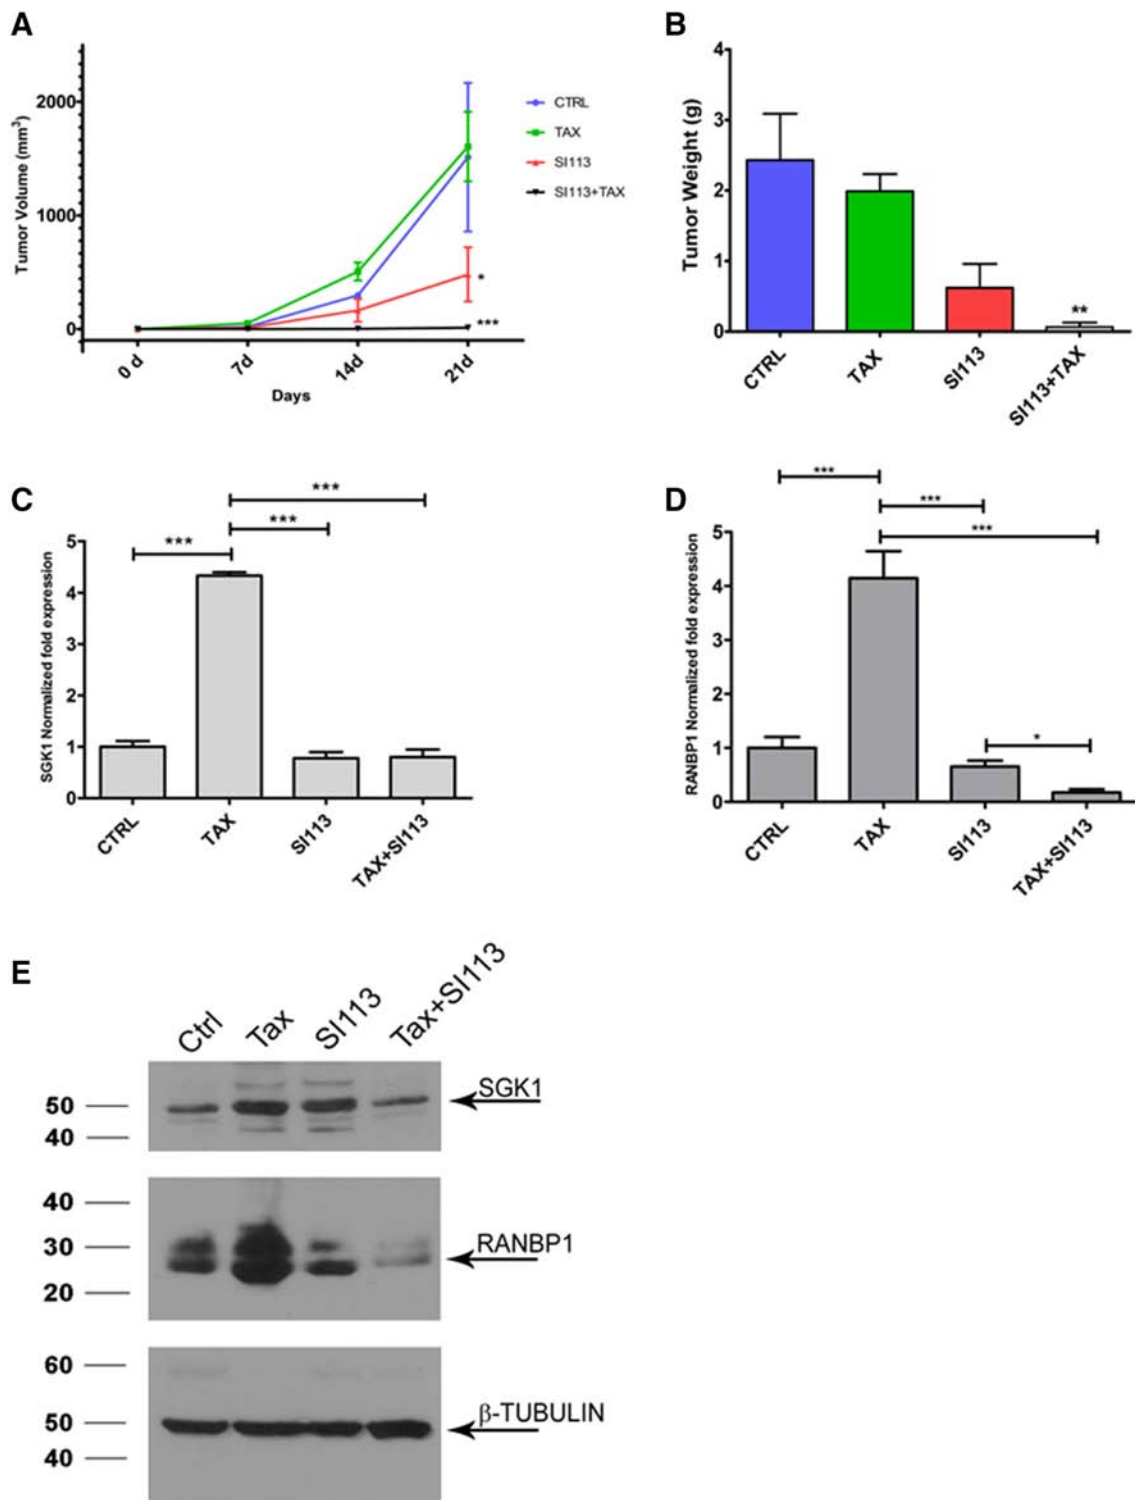 A
Tumor Volume (mm³)
2000
1000
0
0 d
7d
14d
21d
Days
*
***
CTRL
TAX
SI113
SI113+TAX
B
Tumor Weight (g)
4
3
2
1
0
**
CTRL
TAX
SI113
SI113+TAX
C
SGK1 Normalized fold expression
***
***
***
5
4
3
2
1
0
CTRL
TAX
SI113
TAX+SI113
D
RANBP1 Normalized fold expression
***
***
***
*
5
4
3
2
1
0
CTRL
TAX
SI113
TAX+SI113
E
Ctrl
Tax
SI113
Tax+SI113
50
40
SGK1
40
30
20
RANBP1
60
50
40
β-TUBULIN